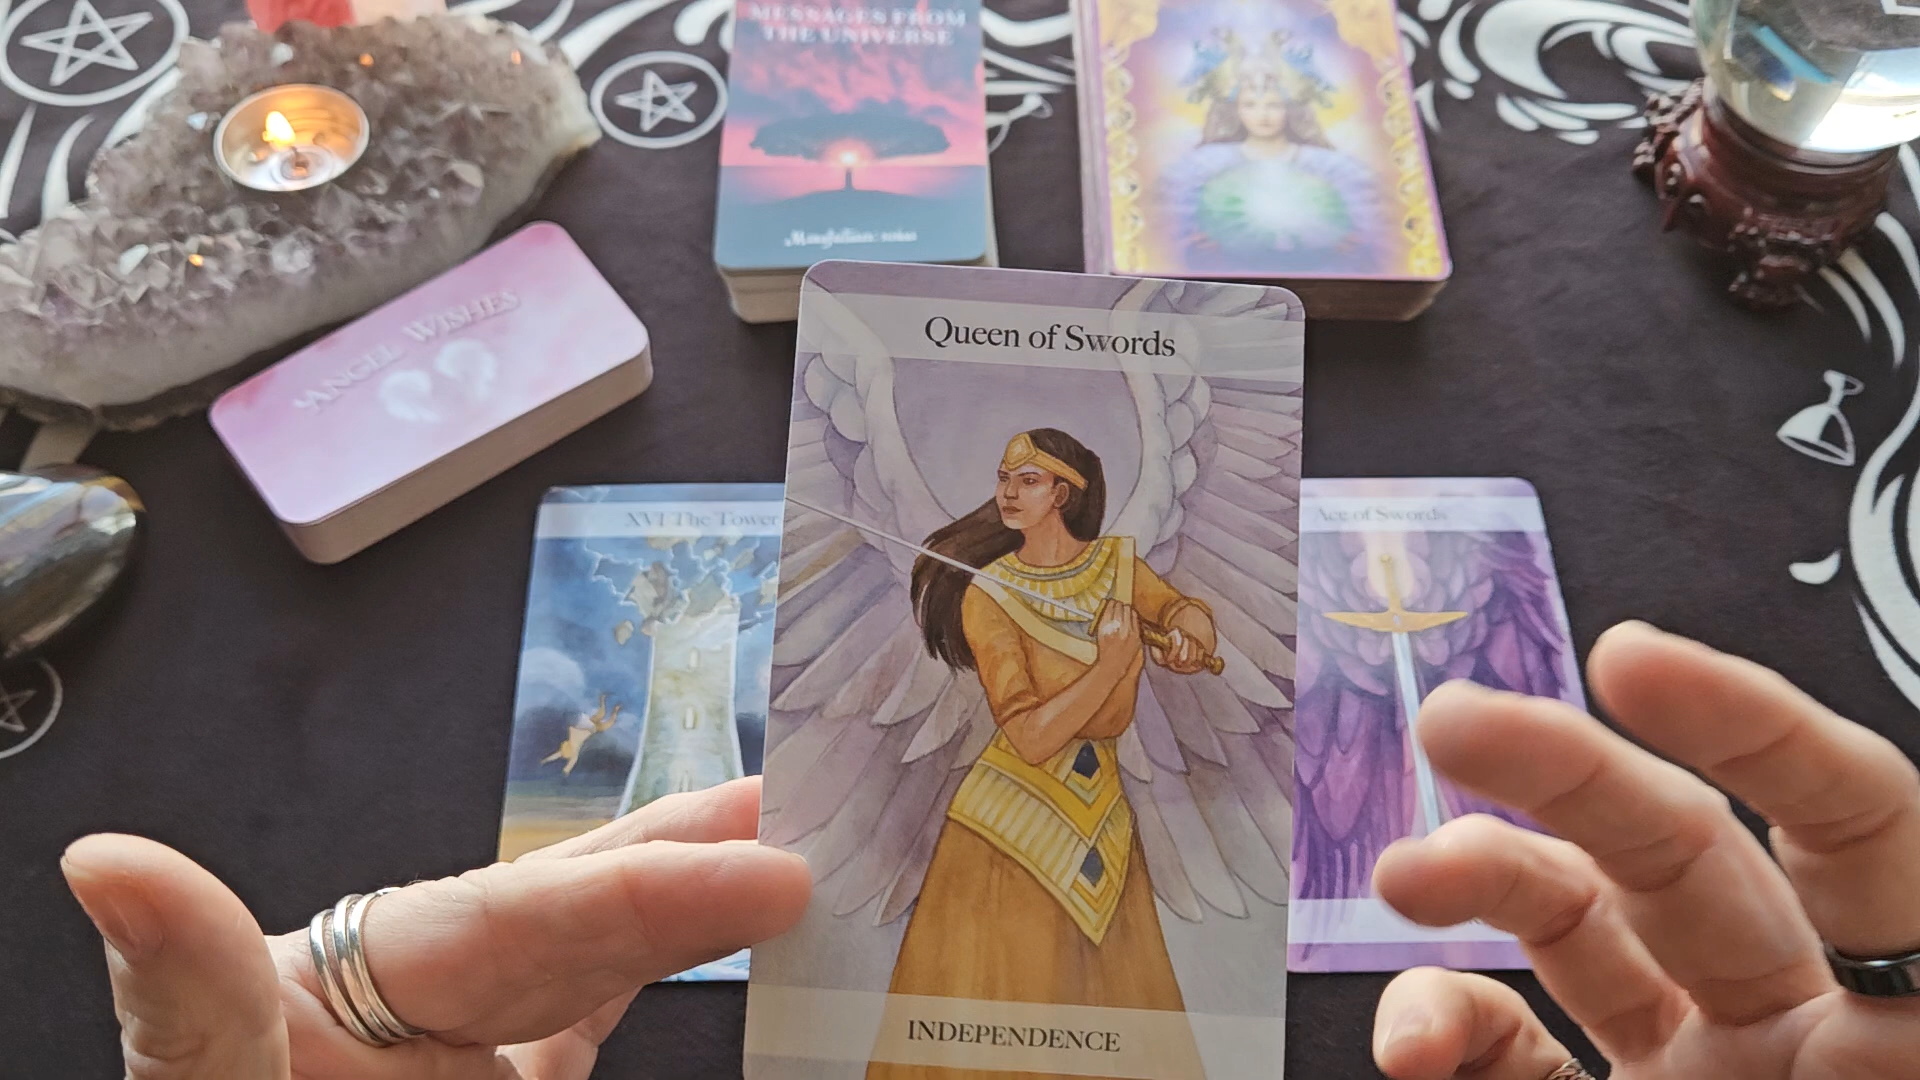 MESSAGES FROM
THE UNIVERSE
ANGEL WISHES
Queen of Swords
XVI The Tower
Ace of Swords
INDEPENDENCE